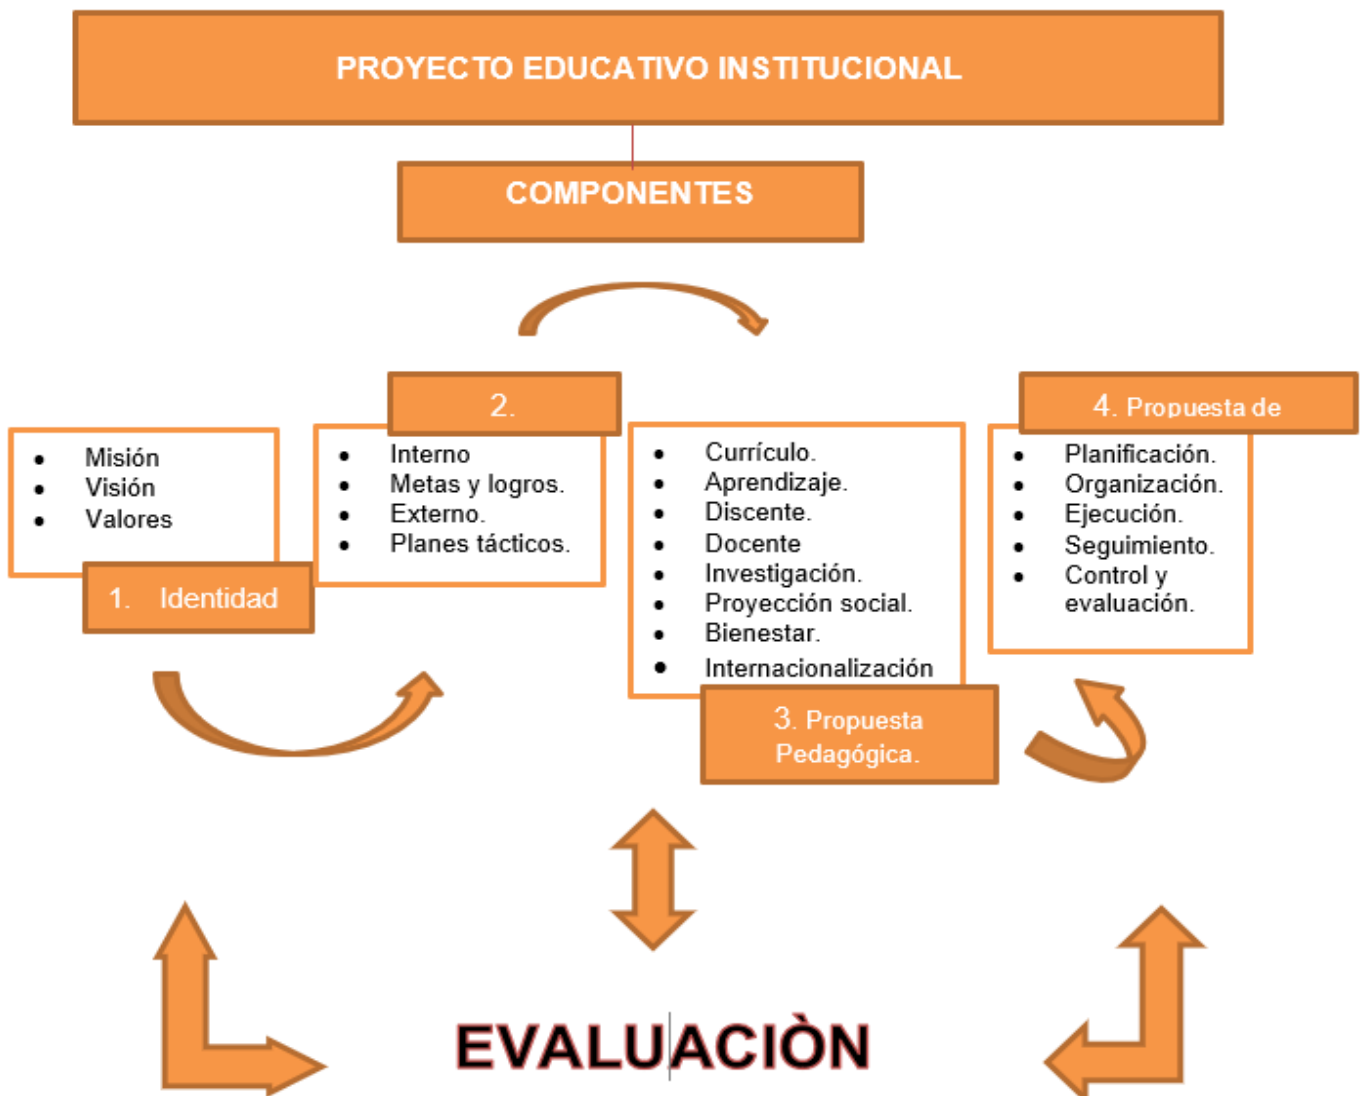 PROYECTO EDUCATIVO INSTITUCIONAL
COMPONENTES
Misión
Visión
Valores
1. Identidad
2.
Interno
Metas y logros.
Externo.
Planes tácticos.
Currículo.
Aprendizaje.
Discente.
Docente
Investigación.
Proyección social.
Bienestar.
Internacionalización
3. Propuesta
Pedagógica.
4. Propuesta de
Planificación.
Organización.
Ejecución.
Seguimiento.
Control y
evaluación.
EVALUACIÒN